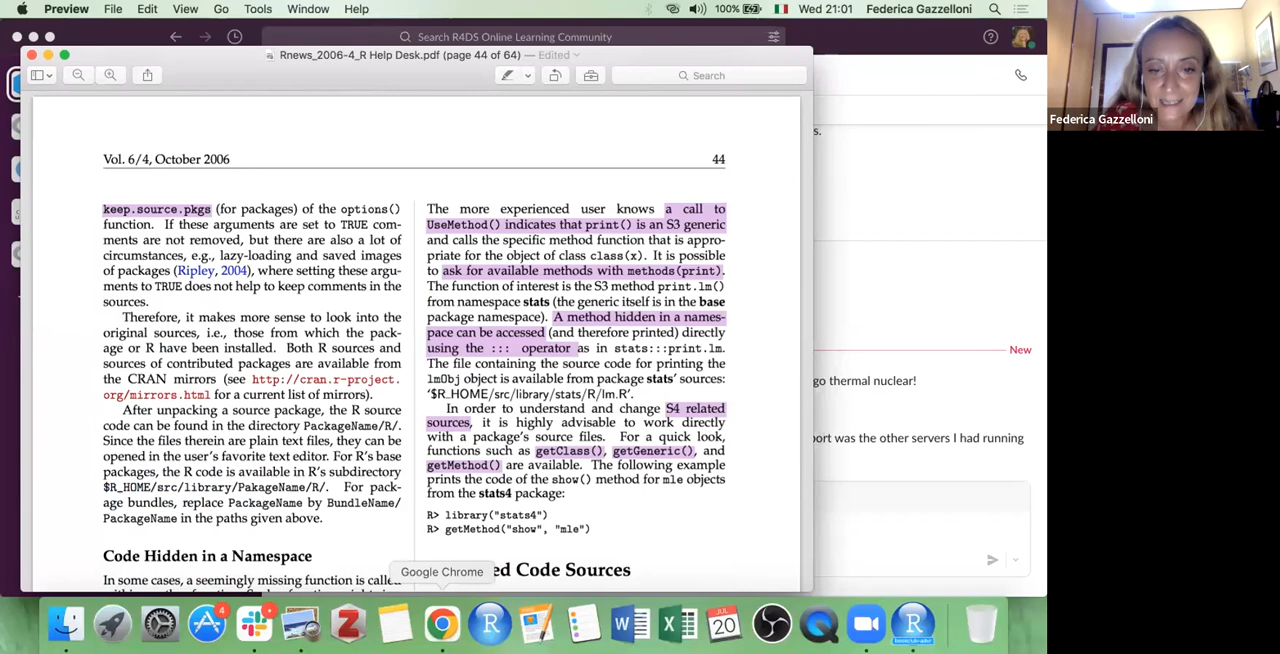 Preview File Edit View Go Tools Window Help 100% Wed 21:01 Federica Gazzelloni
Search R4DS Online Learning Community
Rnews_2006-4_R Help Desk.pdf (page 44 of 64) — Edited
Search
Federica Gazzelloni
Vol. 6/4, October 2006 44
keep.source.pkgs (for packages) of the options()
function. If these arguments are set to TRUE com-
ments are not removed, but there are also a lot of
circumstances, e.g., lazy-loading and saved images
of packages (Ripley, 2004), where setting these argu-
ments to TRUE does not help to keep comments in the
sources.
Therefore, it makes more sense to look into the
original sources, i.e., those from which the pack-
age or R have been installed. Both R sources and
sources of contributed packages are available from
the CRAN mirrors (see http://cran.r-project.
org/mirrors.html for a current list of mirrors).
After unpacking a source package, the R source
code can be found in the directory PackageName/R/.
Since the files therein are plain text files, they can be
opened in the user's favorite text editor. For R's base
packages, the R code is available in R's subdirectory
$R_HOME/src/library/PakageName/R/. For pack-
age bundles, replace PackageName by BundleName/
PackageName in the paths given above.
Code Hidden in a Namespace
In some cases, a seemingly missing function is called
The more experienced user knows a call to
UseMethod() indicates that print() is an S3 generic
and calls the specific method function that is appro-
priate for the object of class class(x). It is possible
to ask for available methods with methods(print).
The function of interest is the S3 method print.lm()
from namespace stats (the generic itself is in the base
package namespace). A method hidden in a names-
pace can be accessed (and therefore printed) directly
using the ::: operator as in stats:::print.lm.
The file containing the source code for printing the
lmObj object is available from package stats' sources:
'$R_HOME/src/library/stats/R/lm.R'.
In order to understand and change S4 related
sources, it is highly advisable to work directly
with a package's source files. For a quick look,
functions such as getClass(), getGeneric(), and
getMethod() are available. The following example
prints the code of the show() method for mle objects
from the stats4 package:
R> library("stats4")
R> getMethod("show", "mle")
d Code Sources
s.
New
go thermal nuclear!
port was the other servers I had running
Google Chrome
4
JUL
20